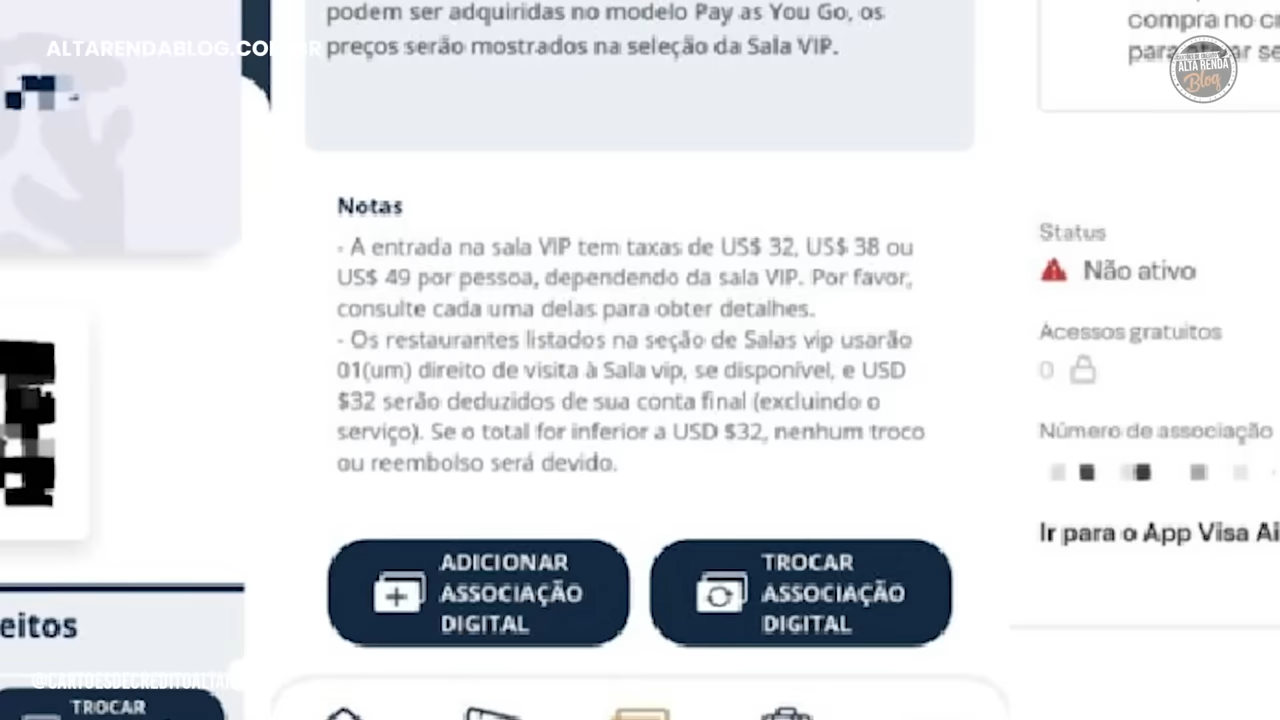 ALTARENDABLOG.COM.BR
podem ser adquiridas no modelo Pay as You Go, os
preços serão mostrados na seleção da Sala VIP.
Notas
- A entrada na sala VIP tem taxas de US$ 32, US$ 38 ou
US$ 49 por pessoa, dependendo da sala VIP. Por favor,
consulte cada uma delas para obter detalhes.
- Os restaurantes listados na seção de Salas vip usarão
01(um) direito de visita à Sala vip, se disponível, e USD
$32 serão deduzidos de sua conta final (excluindo o
serviço). Se o total for inferior a USD $32, nenhum troco
ou reembolso será devido.
ADICIONAR
ASSOCIAÇÃO
DIGITAL
TROCAR
ASSOCIAÇÃO
DIGITAL
eitos
TROCAR
compra no
ALTA RENDA
Blog
Status
Não ativo
Acessos gratuitos
0
Número de associação
Ir para o App Visa Ai